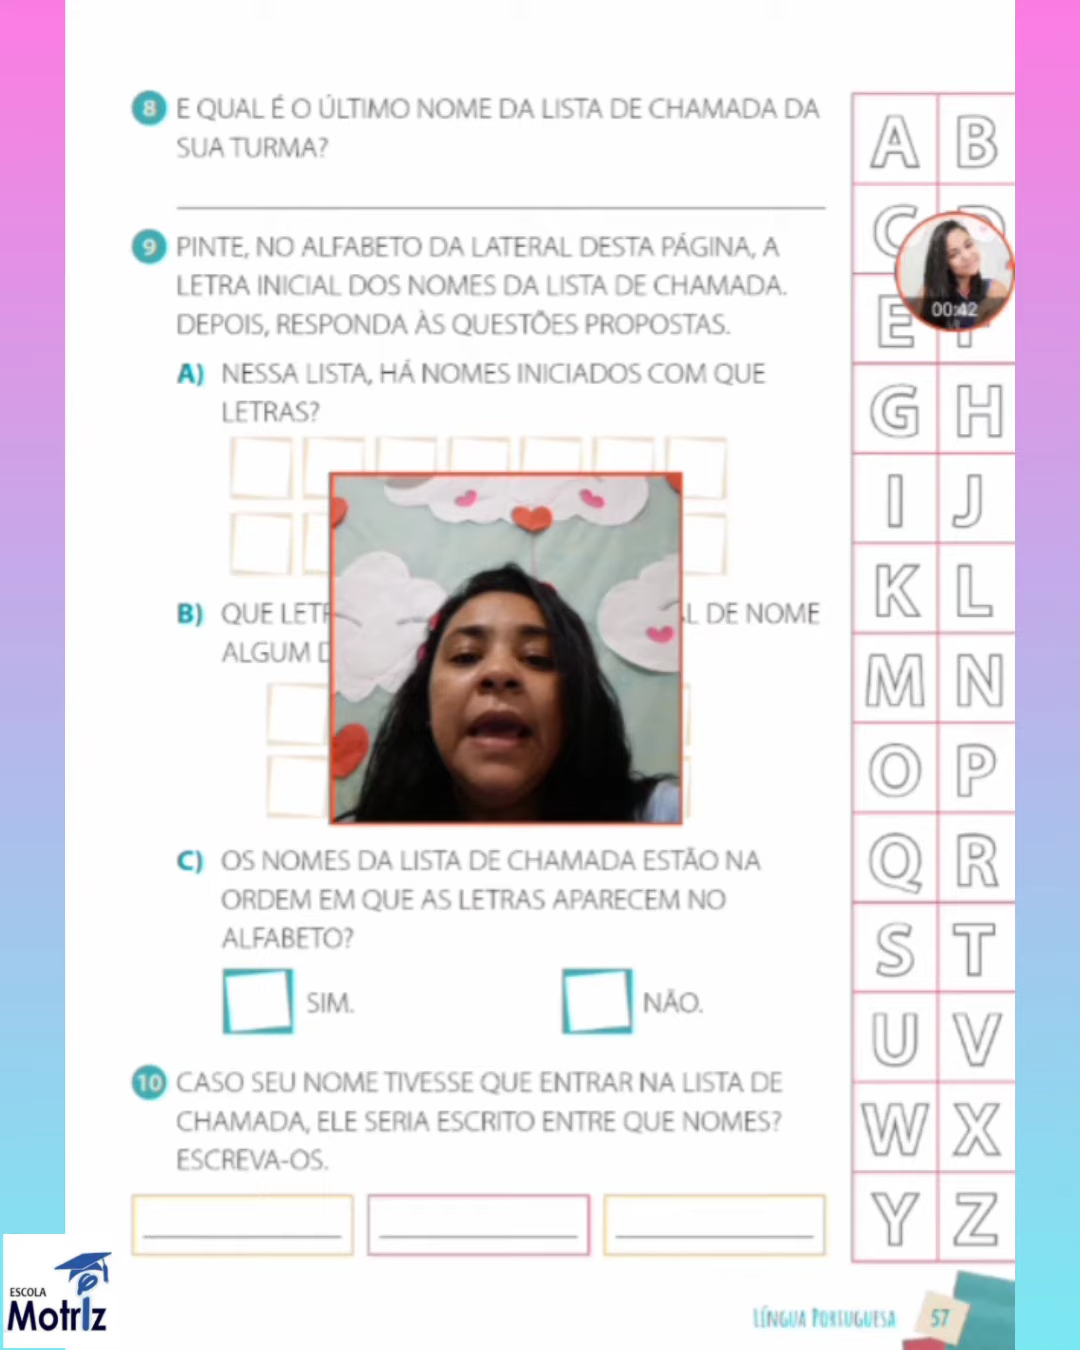 8 E QUAL É O ÚLTIMO NOME DA LISTA DE CHAMADA DA
SUA TURMA?
9 PINTE, NO ALFABETO DA LATERAL DESTA PÁGINA, A
LETRA INICIAL DOS NOMES DA LISTA DE CHAMADA.
DEPOIS, RESPONDA ÀS QUESTÕES PROPOSTAS.
A) NESSA LISTA, HÁ NOMES INICIADOS COM QUE
LETRAS?
B) QUE DE NOME
ALGUM
C) OS NOMES DA LISTA DE CHAMADA ESTÃO NA
ORDEM EM QUE AS LETRAS APARECEM NO
ALFABETO?
SIM. NÃO.
10 CASO SEU NOME TIVESSE QUE ENTRAR NA LISTA DE
CHAMADA, ELE SERIA ESCRITO ENTRE QUE NOMES?
ESCREVA-OS.
A B
C
E
G H
I J
K L
M N
O P
Q R
S T
U V
W X
Y Z
00:42
ESCOLA
Motriz
LÍNGUA PORTUGUESA 57